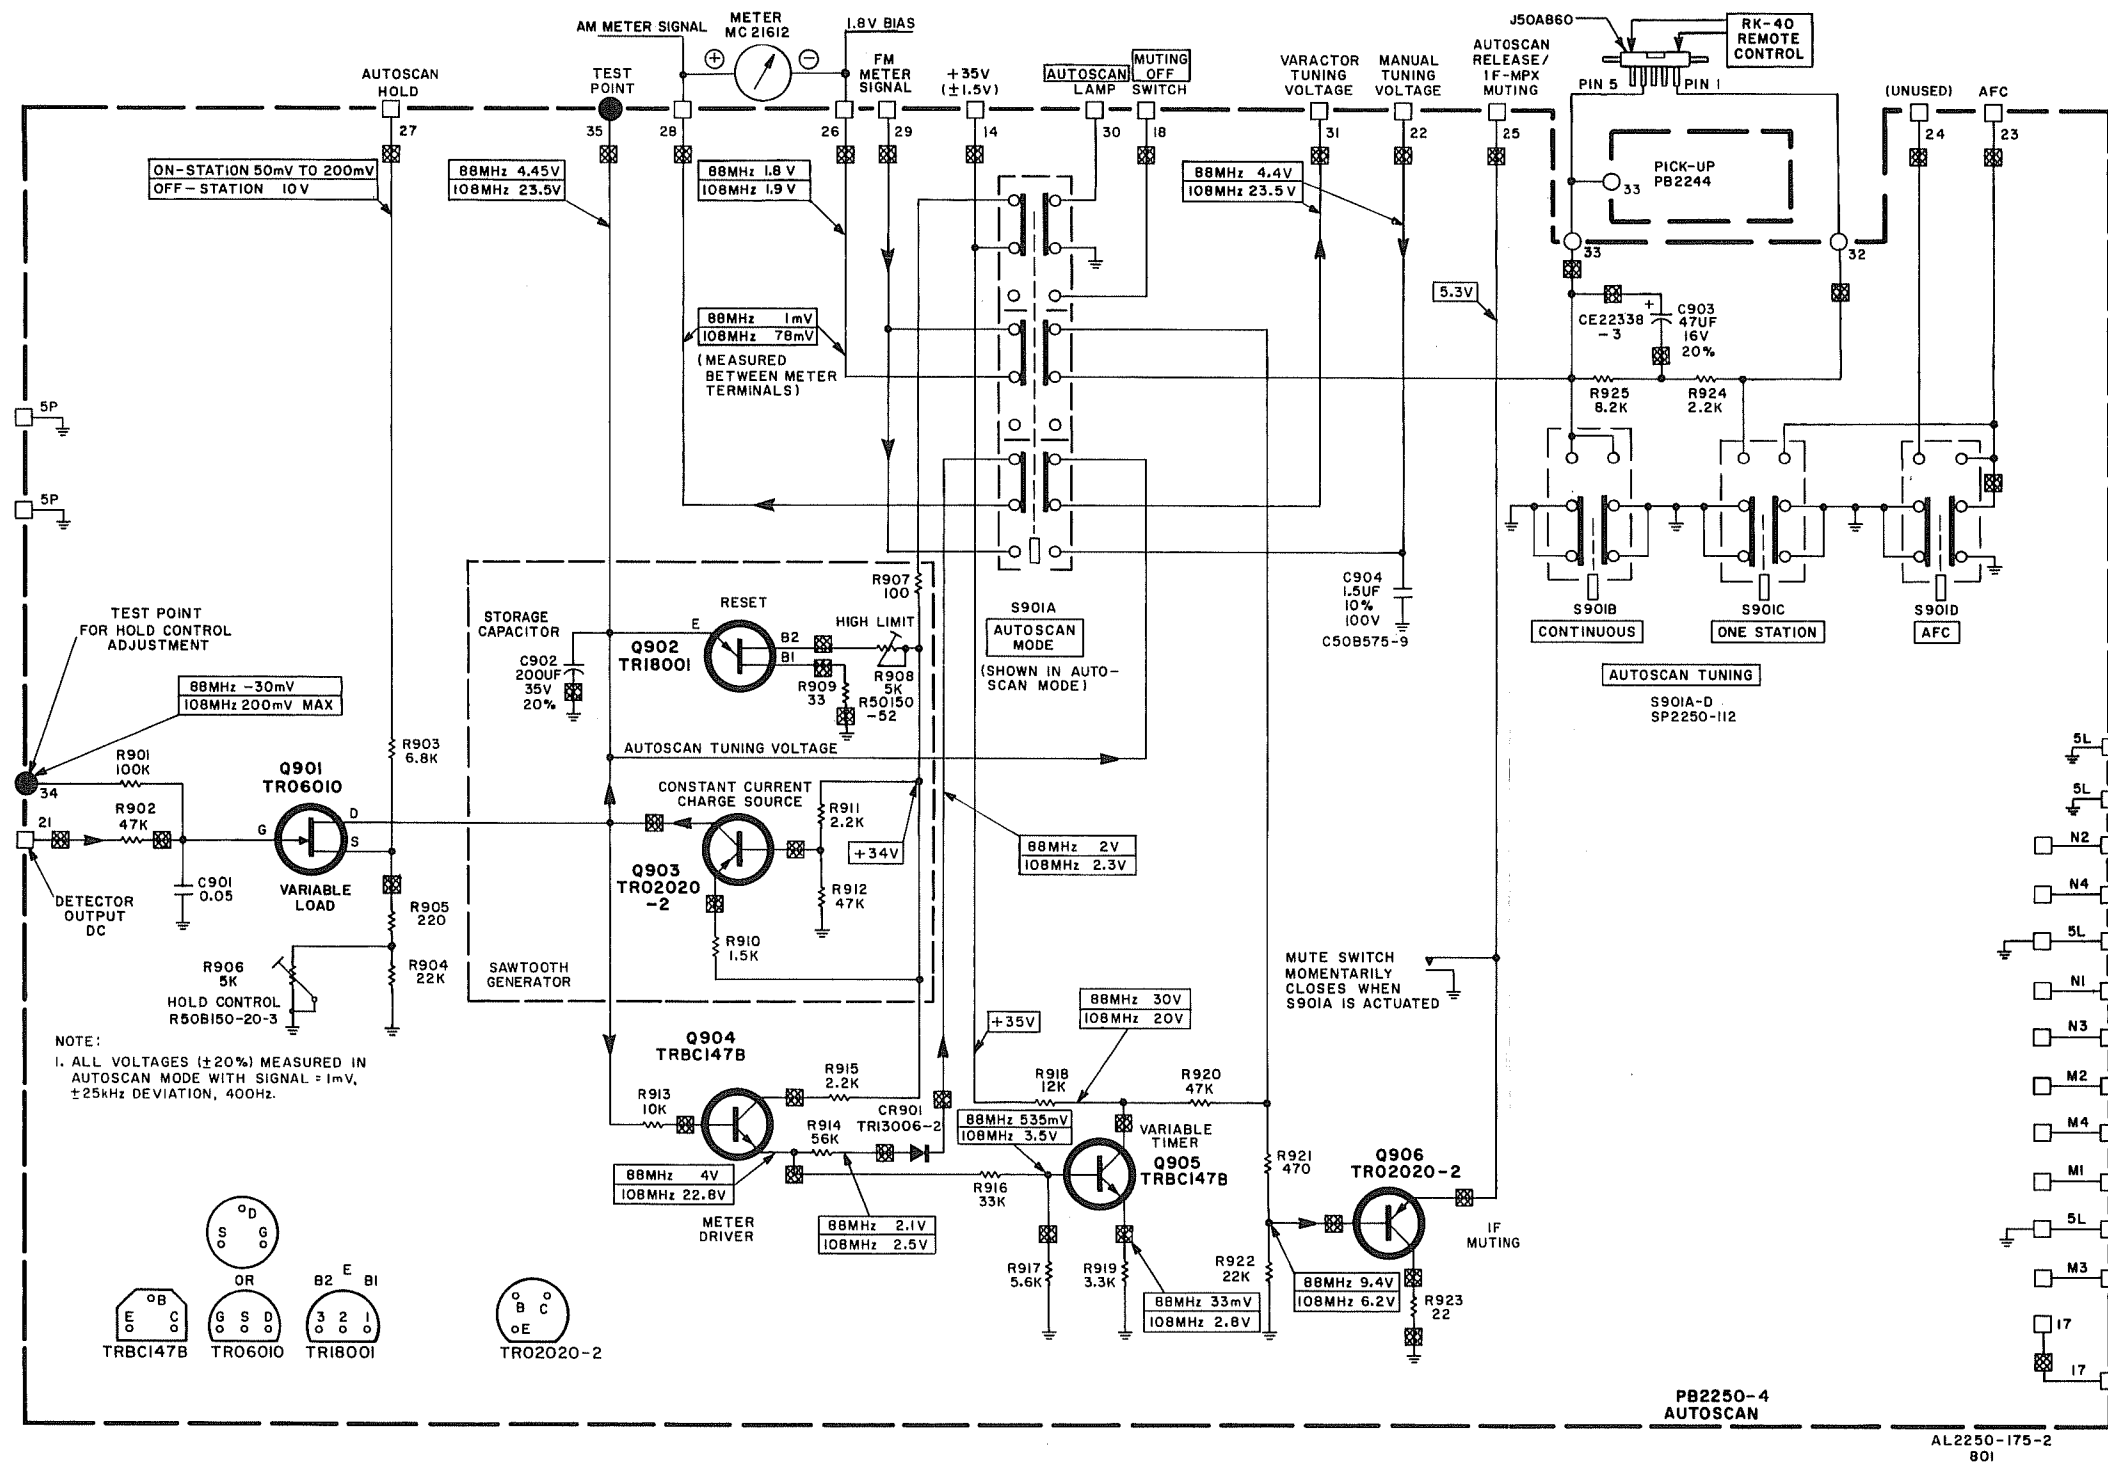 AM METER SIGNAL
METER
MC 21612
+
−
1.8V BIAS
FM
METER
SIGNAL
+35V
(±1.5V)
AUTOSCAN
LAMP
MUTING
OFF
SWITCH
VARACTOR
TUNING
VOLTAGE
MANUAL
TUNING
VOLTAGE
AUTOSCAN
RELEASE/
IF-MPX
MUTING
J50A860
RK-40
REMOTE
CONTROL
PIN 5
PIN 1
(UNUSED)
AFC
AUTOSCAN
HOLD
TEST
POINT
27
35
28
26
29
14
30
18
31
22
25
24
23
ON-STATION 50mV TO 200mV
OFF-STATION 10V
88MHz 4.45V
108MHz 23.5V
88MHz 1.8 V
108MHz 1.9 V
88MHz 4.4V
108MHz 23.5V
PICK-UP
PB2244
33
33
32
88MHz 1mV
108MHz 78mV
(MEASURED
BETWEEN METER
TERMINALS)
5.3V
CE22338
-3
+
C903
47UF
16V
20%
R925
8.2K
R924
2.2K
5P
5P
S901B
CONTINUOUS
S901C
ONE STATION
S901D
AFC
AUTOSCAN TUNING
S901A-D
SP2250-112
C904
1.5UF
10%
100V
C50B575-9
S901A
AUTOSCAN
MODE
(SHOWN IN AUTO-
SCAN MODE)
R907
100
RESET
STORAGE
CAPACITOR
C902
200UF
35V
20%
Q902
TR18001
E
B2
B1
HIGH LIMIT
R909
33
R908
5K
R50150
-52
TEST POINT
FOR HOLD CONTROL
ADJUSTMENT
88MHz -30mV
108MHz 200mV MAX
R901
100K
34
R902
47K
21
Q901
TR06010
G
D
S
VARIABLE
LOAD
C901
0.05
DETECTOR
OUTPUT
DC
R903
6.8K
R905
220
R906
5K
HOLD CONTROL
R50B150-20-3
R904
22K
AUTOSCAN TUNING VOLTAGE
CONSTANT CURRENT
CHARGE SOURCE
Q903
TR02020
-2
R911
2.2K
+34V
R912
47K
R910
1.5K
SAWTOOTH
GENERATOR
88MHz 2V
108MHz 2.3V
NOTE:
1. ALL VOLTAGES (±20%) MEASURED IN
AUTOSCAN MODE WITH SIGNAL = 1mV,
±25kHz DEVIATION, 400Hz.
MUTE SWITCH
MOMENTARILY
CLOSES WHEN
S901A IS ACTUATED
Q904
TRBC147B
R913
10K
R915
2.2K
R914
56K
CR901
TR13006-2
88MHz 4V
108MHz 22.8V
METER
DRIVER
88MHz 2.1V
108MHz 2.5V
+35V
88MHz 30V
108MHz 20V
R918
12K
R920
47K
88MHz 535mV
108MHz 3.5V
VARIABLE
TIMER
Q905
TRBC147B
R916
33K
R917
5.6K
R919
3.3K
88MHz 33mV
108MHz 2.8V
R921
470
R922
22K
Q906
TR02020-2
IF
MUTING
88MHz 9.4V
108MHz 6.2V
R923
22
D
S G
OR
B2 E B1
B
E C
G S D
3 2 1
B C
E
TRBC147B
TR06010
TR18001
TR02020-2
5L
5L
N2
N4
5L
N1
N3
M2
M4
M1
5L
M3
17
17
PB2250-4
AUTOSCAN
AL2250-175-2
801